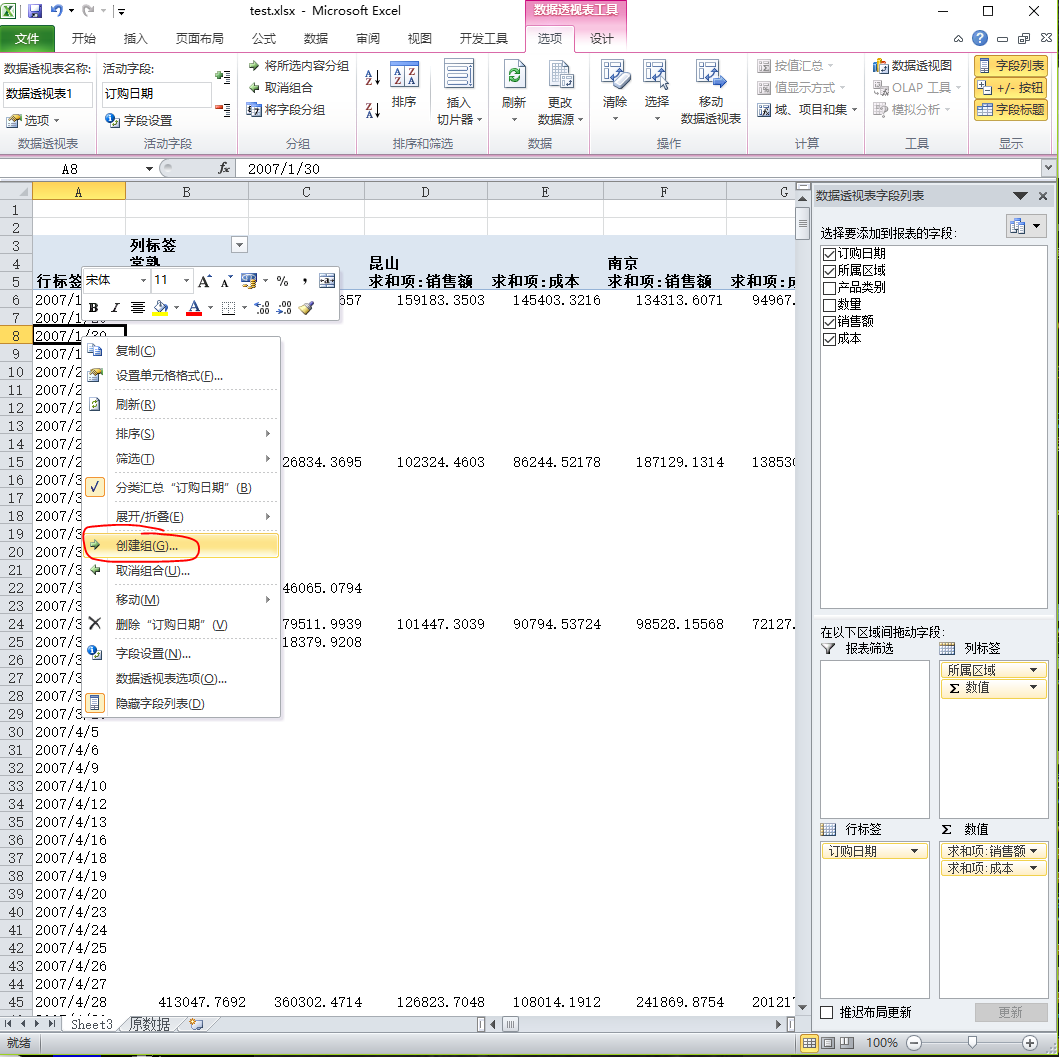 test.xlsx - Microsoft Excel
数据透视表工具
文件 开始 插入 页面布局 公式 数据 审阅 视图 开发工具 选项 设计
数据透视表名称: 活动字段:
数据透视表1 订购日期
选项 字段设置
数据透视表 活动字段
将所选内容分组
取消组合
将字段分组
分组
排序
插入
切片器
排序和筛选
刷新
更改
数据源
数据
清除 选择
移动
数据透视表
操作
按值汇总
值显示方式
域、项目和集
计算
数据透视图
OLAP 工具
模拟分析
工具
字段列表
+/- 按钮
字段标题
显示
A8 fx 2007/1/30
A B C D E F G
1
2
3 列标签
4 常熟 昆山 南京
5 行标签 求和项:销售额 求和项:成本 求和项:销售额
宋体 11 A A % ,
B I A
6 2007/1 657 159183.3503 145403.3216 134313.6071 94967.
7 2007/1
8 2007/1/30
9 2007/1
10 2007/2
11 2007/2
12 2007/2
13 2007/2
14 2007/2
15 2007/2 26834.3695 102324.4603 86244.52178 187129.1314 138530
16 2007/3
17 2007/3
18 2007/3
19 2007/3
20 2007/3
21 2007/3
22 2007/3 46065.0794
23 2007/3
24 2007/3 79511.9939 101447.3039 90794.53724 98528.15568 72127.
25 2007/3 18379.9208
26 2007/3
27 2007/3
28 2007/3
29 2007/3
30 2007/4/5
31 2007/4/6
32 2007/4/9
33 2007/4/10
34 2007/4/12
35 2007/4/13
36 2007/4/16
37 2007/4/18
38 2007/4/19
39 2007/4/20
40 2007/4/23
41 2007/4/24
42 2007/4/25
43 2007/4/26
44 2007/4/27
45 2007/4/28 413047.7692 360302.4714 126823.7048 108014.1912 241869.8754 201217
复制(C)
设置单元格格式(F)...
刷新(R)
排序(S)
筛选(T)
分类汇总“订购日期”(B)
展开/折叠(E)
创建组(G)...
取消组合(U)...
移动(M)
删除“订购日期”(V)
字段设置(N)...
数据透视表选项(O)...
隐藏字段列表(D)
数据透视表字段列表
选择要添加到报表的字段:
订购日期
所属区域
产品类别
数量
销售额
成本
在以下区域间拖动字段:
报表筛选 列标签
所属区域
Σ 数值
行标签 Σ 数值
订购日期 求和项:销售额
求和项:成本
推迟布局更新 更新
Sheet3 原数据
就绪 100%